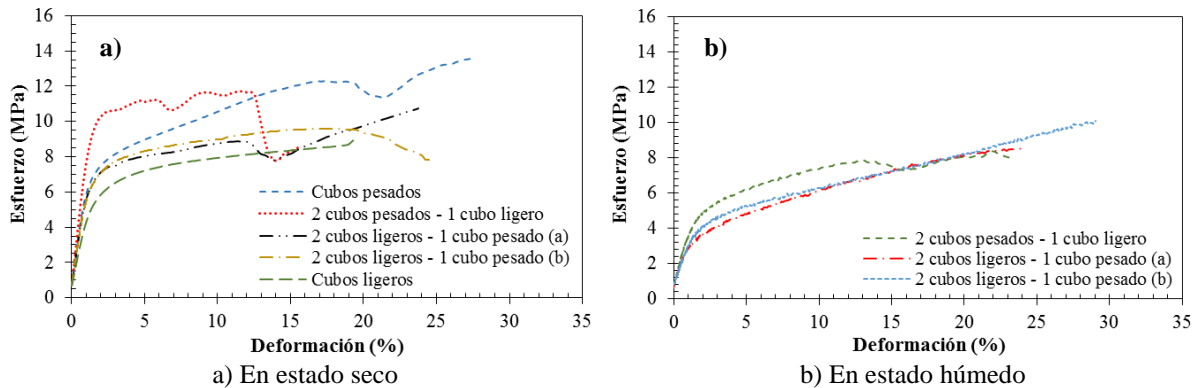 a)
Esfuerzo (MPa)
16
14
12
10
8
6
4
2
0
0 5 10 15 20 25 30 35
Deformación (%)
Cubos pesados
2 cubos pesados - 1 cubo ligero
2 cubos ligeros - 1 cubo pesado (a)
2 cubos ligeros - 1 cubo pesado (b)
Cubos ligeros
a) En estado seco
b)
Esfuerzo (MPa)
16
14
12
10
8
6
4
2
0
0 5 10 15 20 25 30 35
Deformación (%)
2 cubos pesados - 1 cubo ligero
2 cubos ligeros - 1 cubo pesado (a)
2 cubos ligeros - 1 cubo pesado (b)
b) En estado húmedo